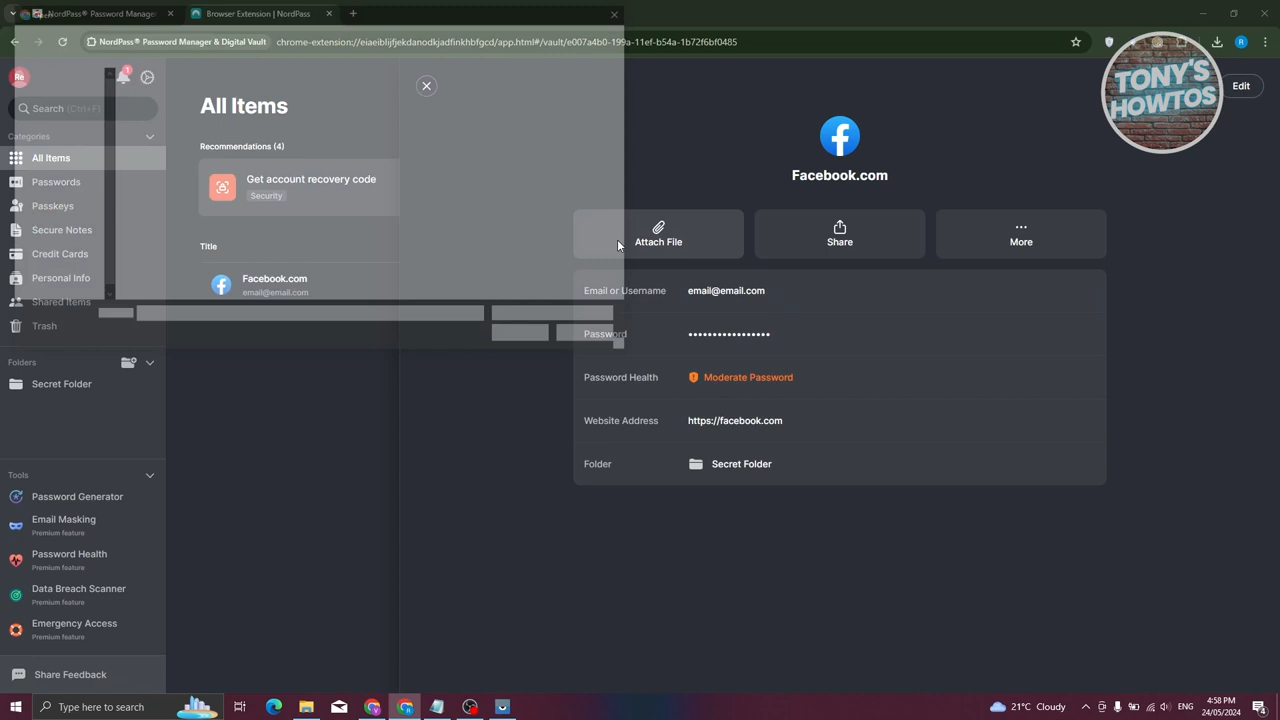 NordPass® Password Manager
Browser Extension | NordPass
NordPass® Password Manager & Digital Vault
chrome-extension://eiaeiblijfjekdanodkjadfinkhbfgcd/app.html#/vault/e007a4b0-199a-11ef-b54a-1b72f6bf0485
Re
1
Search (Ctrl+F)
Categories
All Items
Passwords
Passkeys
Secure Notes
Credit Cards
Personal Info
Shared Items
Trash
Folders
Secret Folder
Tools
Password Generator
Email Masking
Premium feature
Password Health
Premium feature
Data Breach Scanner
Premium feature
Emergency Access
Premium feature
Share Feedback
All Items
Recommendations (4)
Get account recovery code
Security
Title
Facebook.com
email@email.com
Edit
TONY'S
HOWTOS
Facebook.com
Attach File
Share
More
Email or Username email@email.com
Password ••••••••••••••••
Password Health Moderate Password
Website Address https://facebook.com
Folder Secret Folder
Type here to search
21°C Cloudy
ENG
4:58 PM
24/05/2024